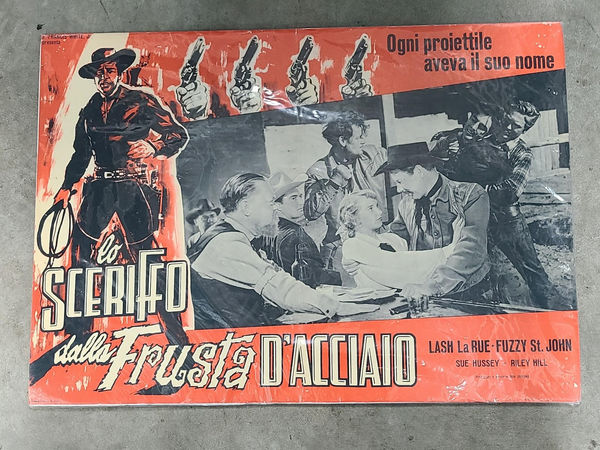 presenta
Ogni proiettile
aveva il suo nome
lo
SCERIFFO
dalla Frusta D'ACCIAIO
LASH La RUE - FUZZY St. JOHN
SUE HUSSEY - RILEY HILL